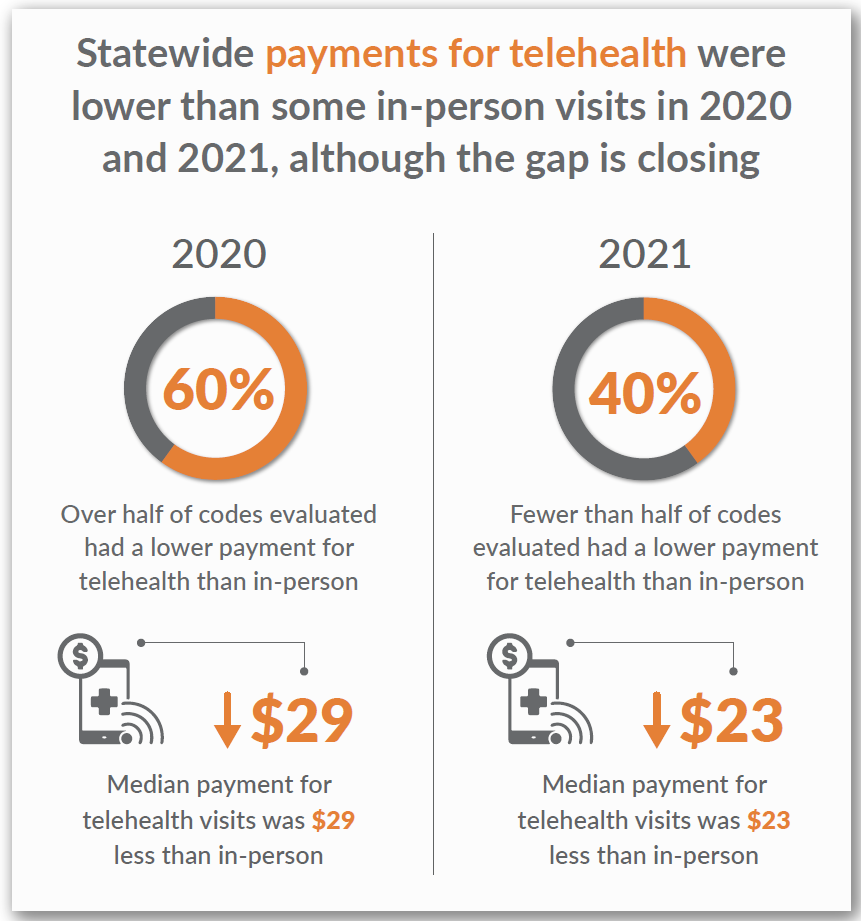 Statewide payments for telehealth were
lower than some in-person visits in 2020
and 2021, although the gap is closing
2020
60%
Over half of codes evaluated
had a lower payment for
telehealth than in-person
$
↓ $29
Median payment for
telehealth visits was $29
less than in-person
2021
40%
Fewer than half of codes
evaluated had a lower payment
for telehealth than in-person
$
↓ $23
Median payment for
telehealth visits was $23
less than in-person